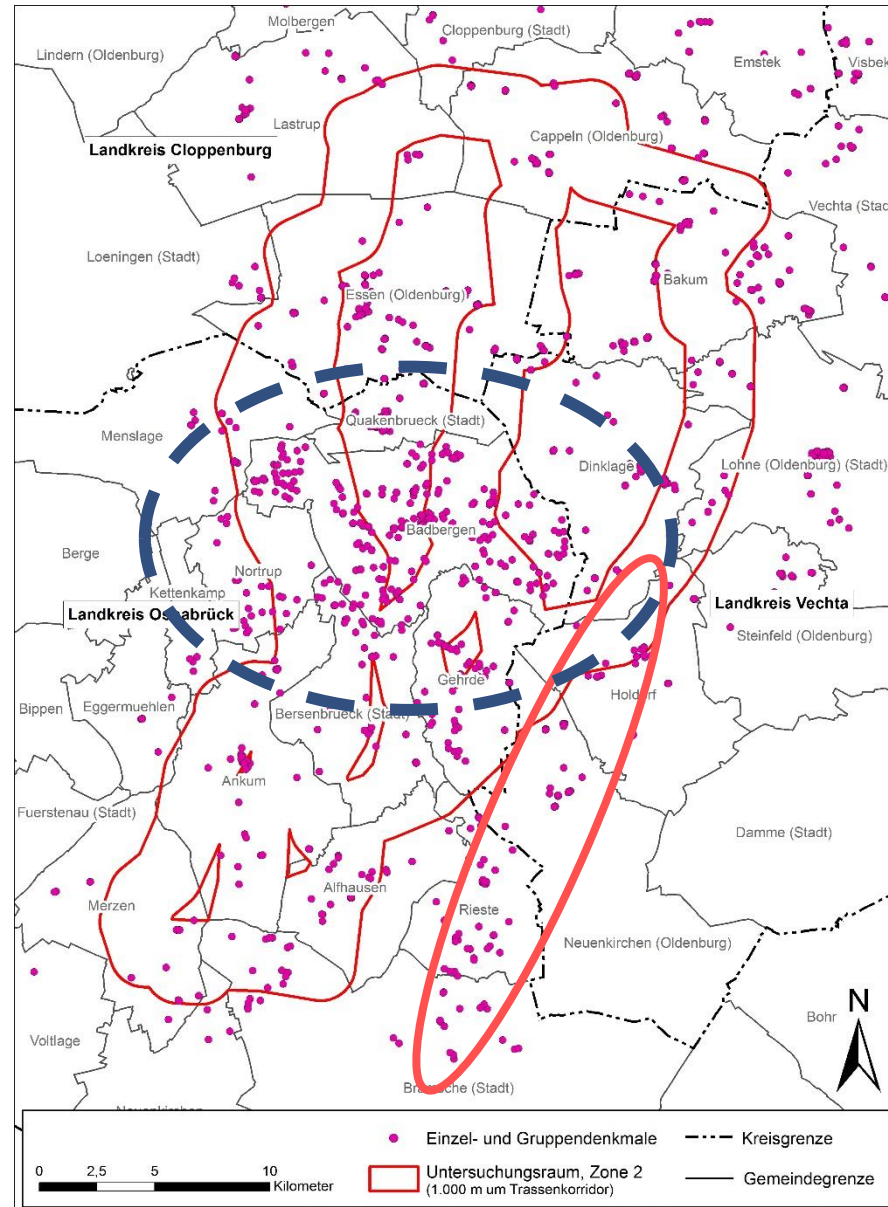 Molbergen
Cloppenburg (Stadt)
Lindern (Oldenburg)
Emstek
Visbek
Lastrup
Cappeln (Oldenburg)
Landkreis Cloppenburg
Vechta (Stad
Loeningen (Stadt)
Bakum
Essen (Oldenburg)
Quakenbrueck (Stadt)
Menslage
Dinklage
Lohne (Oldenburg) (Stadt)
Badbergen
Berge
Nortrup
Kettenkamp
Landkreis Osnabrück
Landkreis Vechta
Steinfeld (Oldenburg)
Gehrde
Holdorf
Bippen
Eggermuehlen
Bersenbrueck (Stadt)
Ankum
Fuerstenau (Stadt)
Damme (Stadt)
Alfhausen
Merzen
Rieste
Neuenkirchen (Oldenburg)
N
Bohr
Voltlage
Bramsche (Stadt)
Neuenkirchen
Einzel- und Gruppendenkmale
Kreisgrenze
0 2,5 5 10
Kilometer
Untersuchungsraum, Zone 2
(1.000 m um Trassenkorridor)
Gemeindegrenze